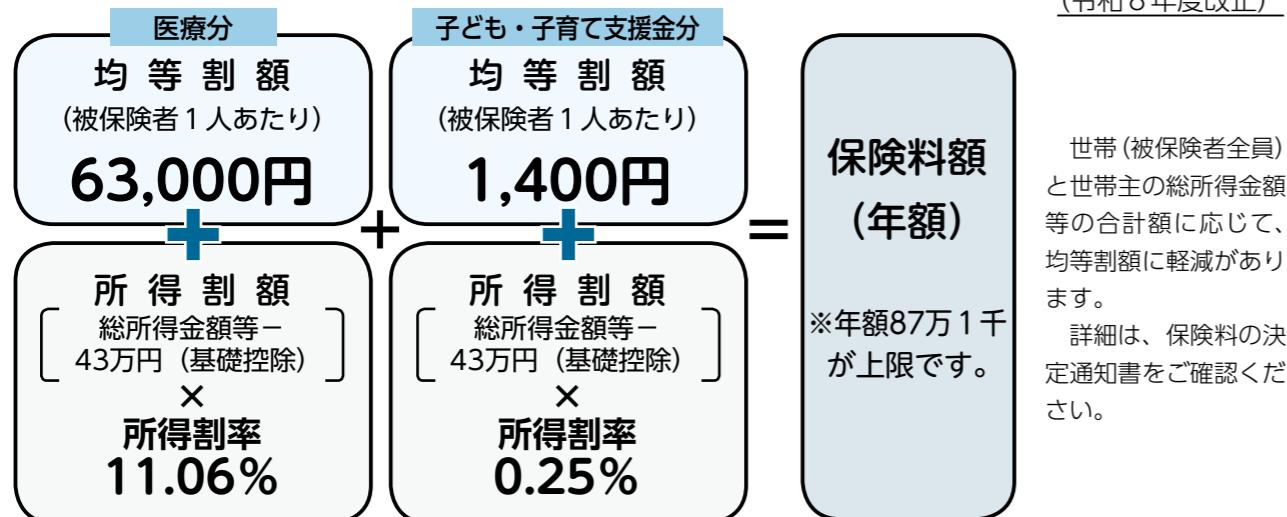 (令和8年度改正)
医療分
均等割額
(被保険者1人あたり)
63,000円
+
所得割額
総所得金額等-
43万円(基礎控除)
×
所得割率
11.06%
+
子ども・子育て支援金分
均等割額
(被保険者1人あたり)
1,400円
+
所得割額
総所得金額等-
43万円(基礎控除)
×
所得割率
0.25%
=
保険料額
(年額)
※年額87万1千
が上限です。
世帯(被保険者全員)
と世帯主の総所得金額
等の合計額に応じて、
均等割額に軽減があり
ます。
詳細は、保険料の決
定通知書をご確認くだ
さい。